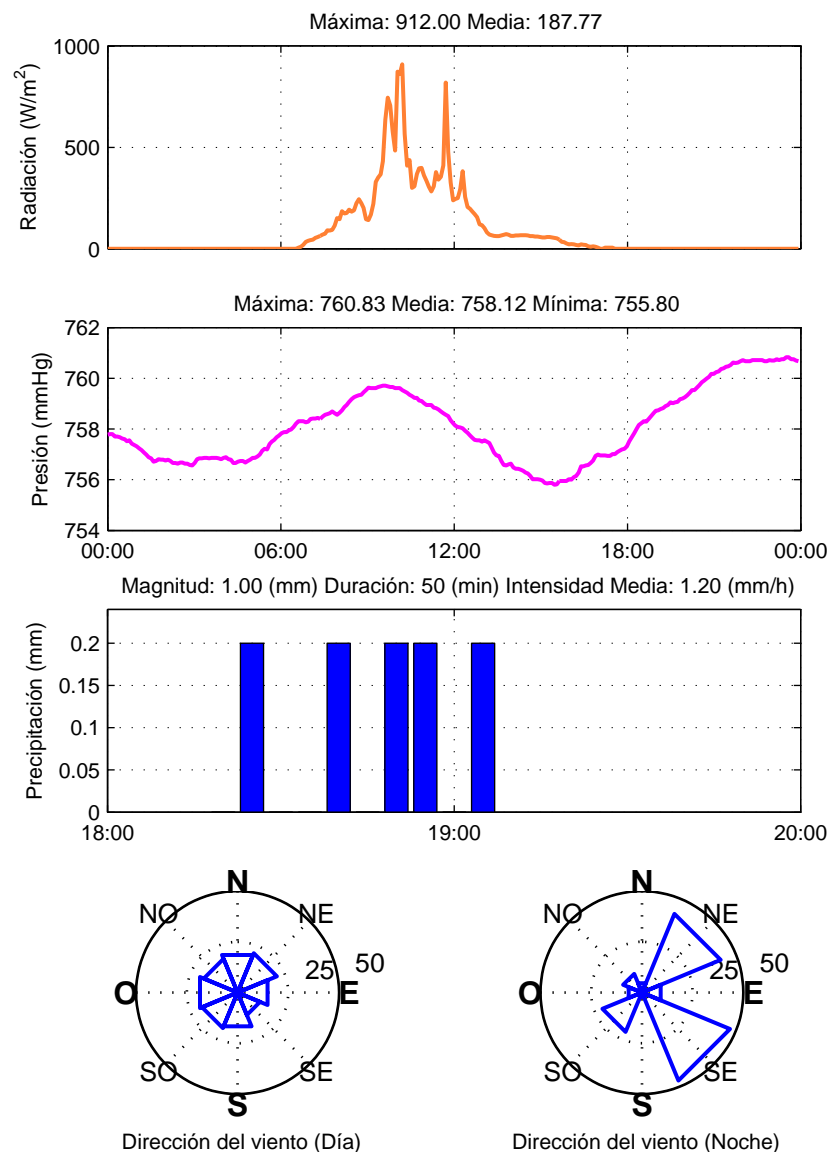 Máxima: 912.00 Media: 187.77
1000
500
0
Radiación (W/m²)
Máxima: 760.83 Media: 758.12 Mínima: 755.80
762
760
758
756
754
Presión (mmHg)
00:00 06:00 12:00 18:00 00:00
Magnitud: 1.00 (mm) Duración: 50 (min) Intensidad Media: 1.20 (mm/h)
0.2
0.15
0.1
0.05
0
Precipitación (mm)
18:00 19:00 20:00
N
NO NE
25 50
O E
SO SE
S
Dirección del viento (Día)
N
NO NE
25 50
O E
SO SE
S
Dirección del viento (Noche)